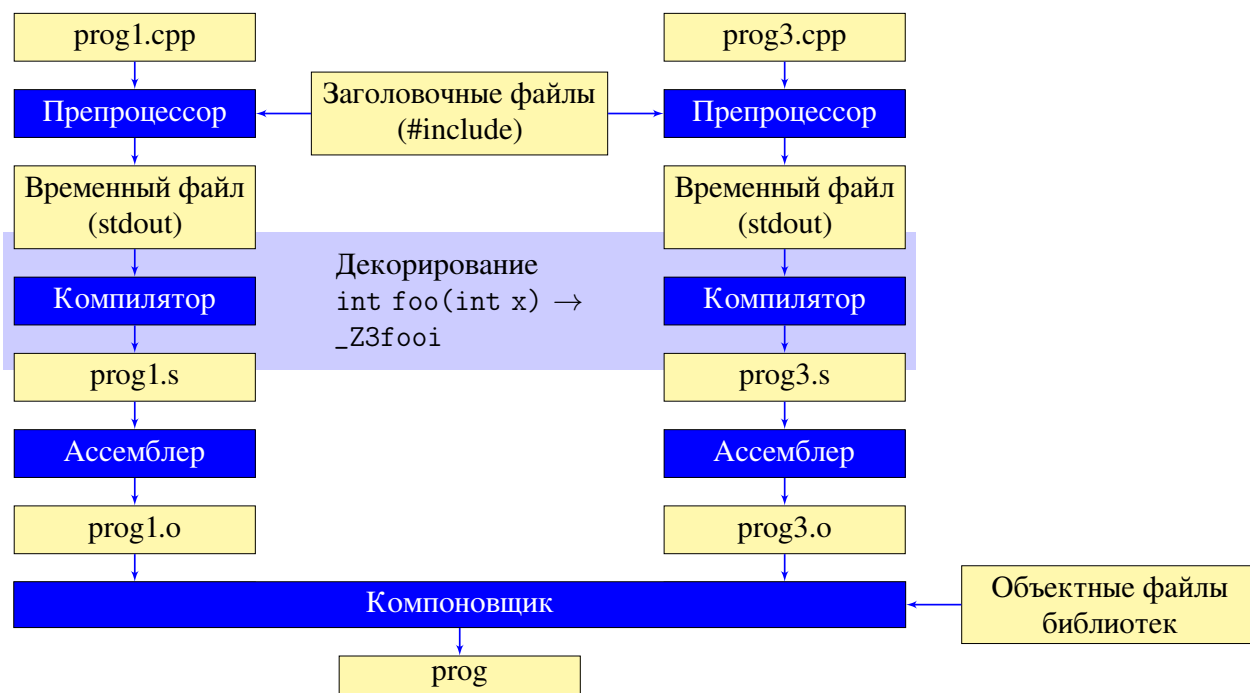 prog1.cpp
prog3.cpp
Препроцессор
Заголовочные файлы
(#include)
Препроцессор
Временный файл
(stdout)
Временный файл
(stdout)
Компилятор
Декорирование
int foo(int x) →
_Z3fooi
Компилятор
prog1.s
prog3.s
Ассемблер
Ассемблер
prog1.o
prog3.o
Компоновщик
Объектные файлы
библиотек
prog